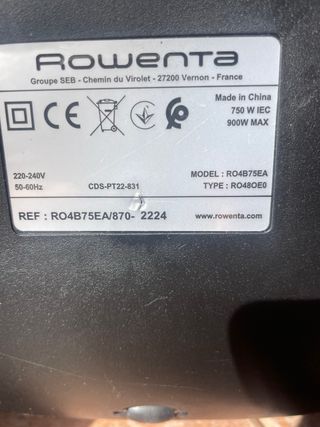 Rowenta
Groupe SEB - Chemin du Virolet - 27200 Vernon - France
CE
Made in China
750 W IEC
900W MAX
220-240V
50-60Hz
CDS-PT22-831
MODEL : RO4B75EA
TYPE : RO48OE0
REF : RO4B75EA/870- 2224
www.rowenta.com